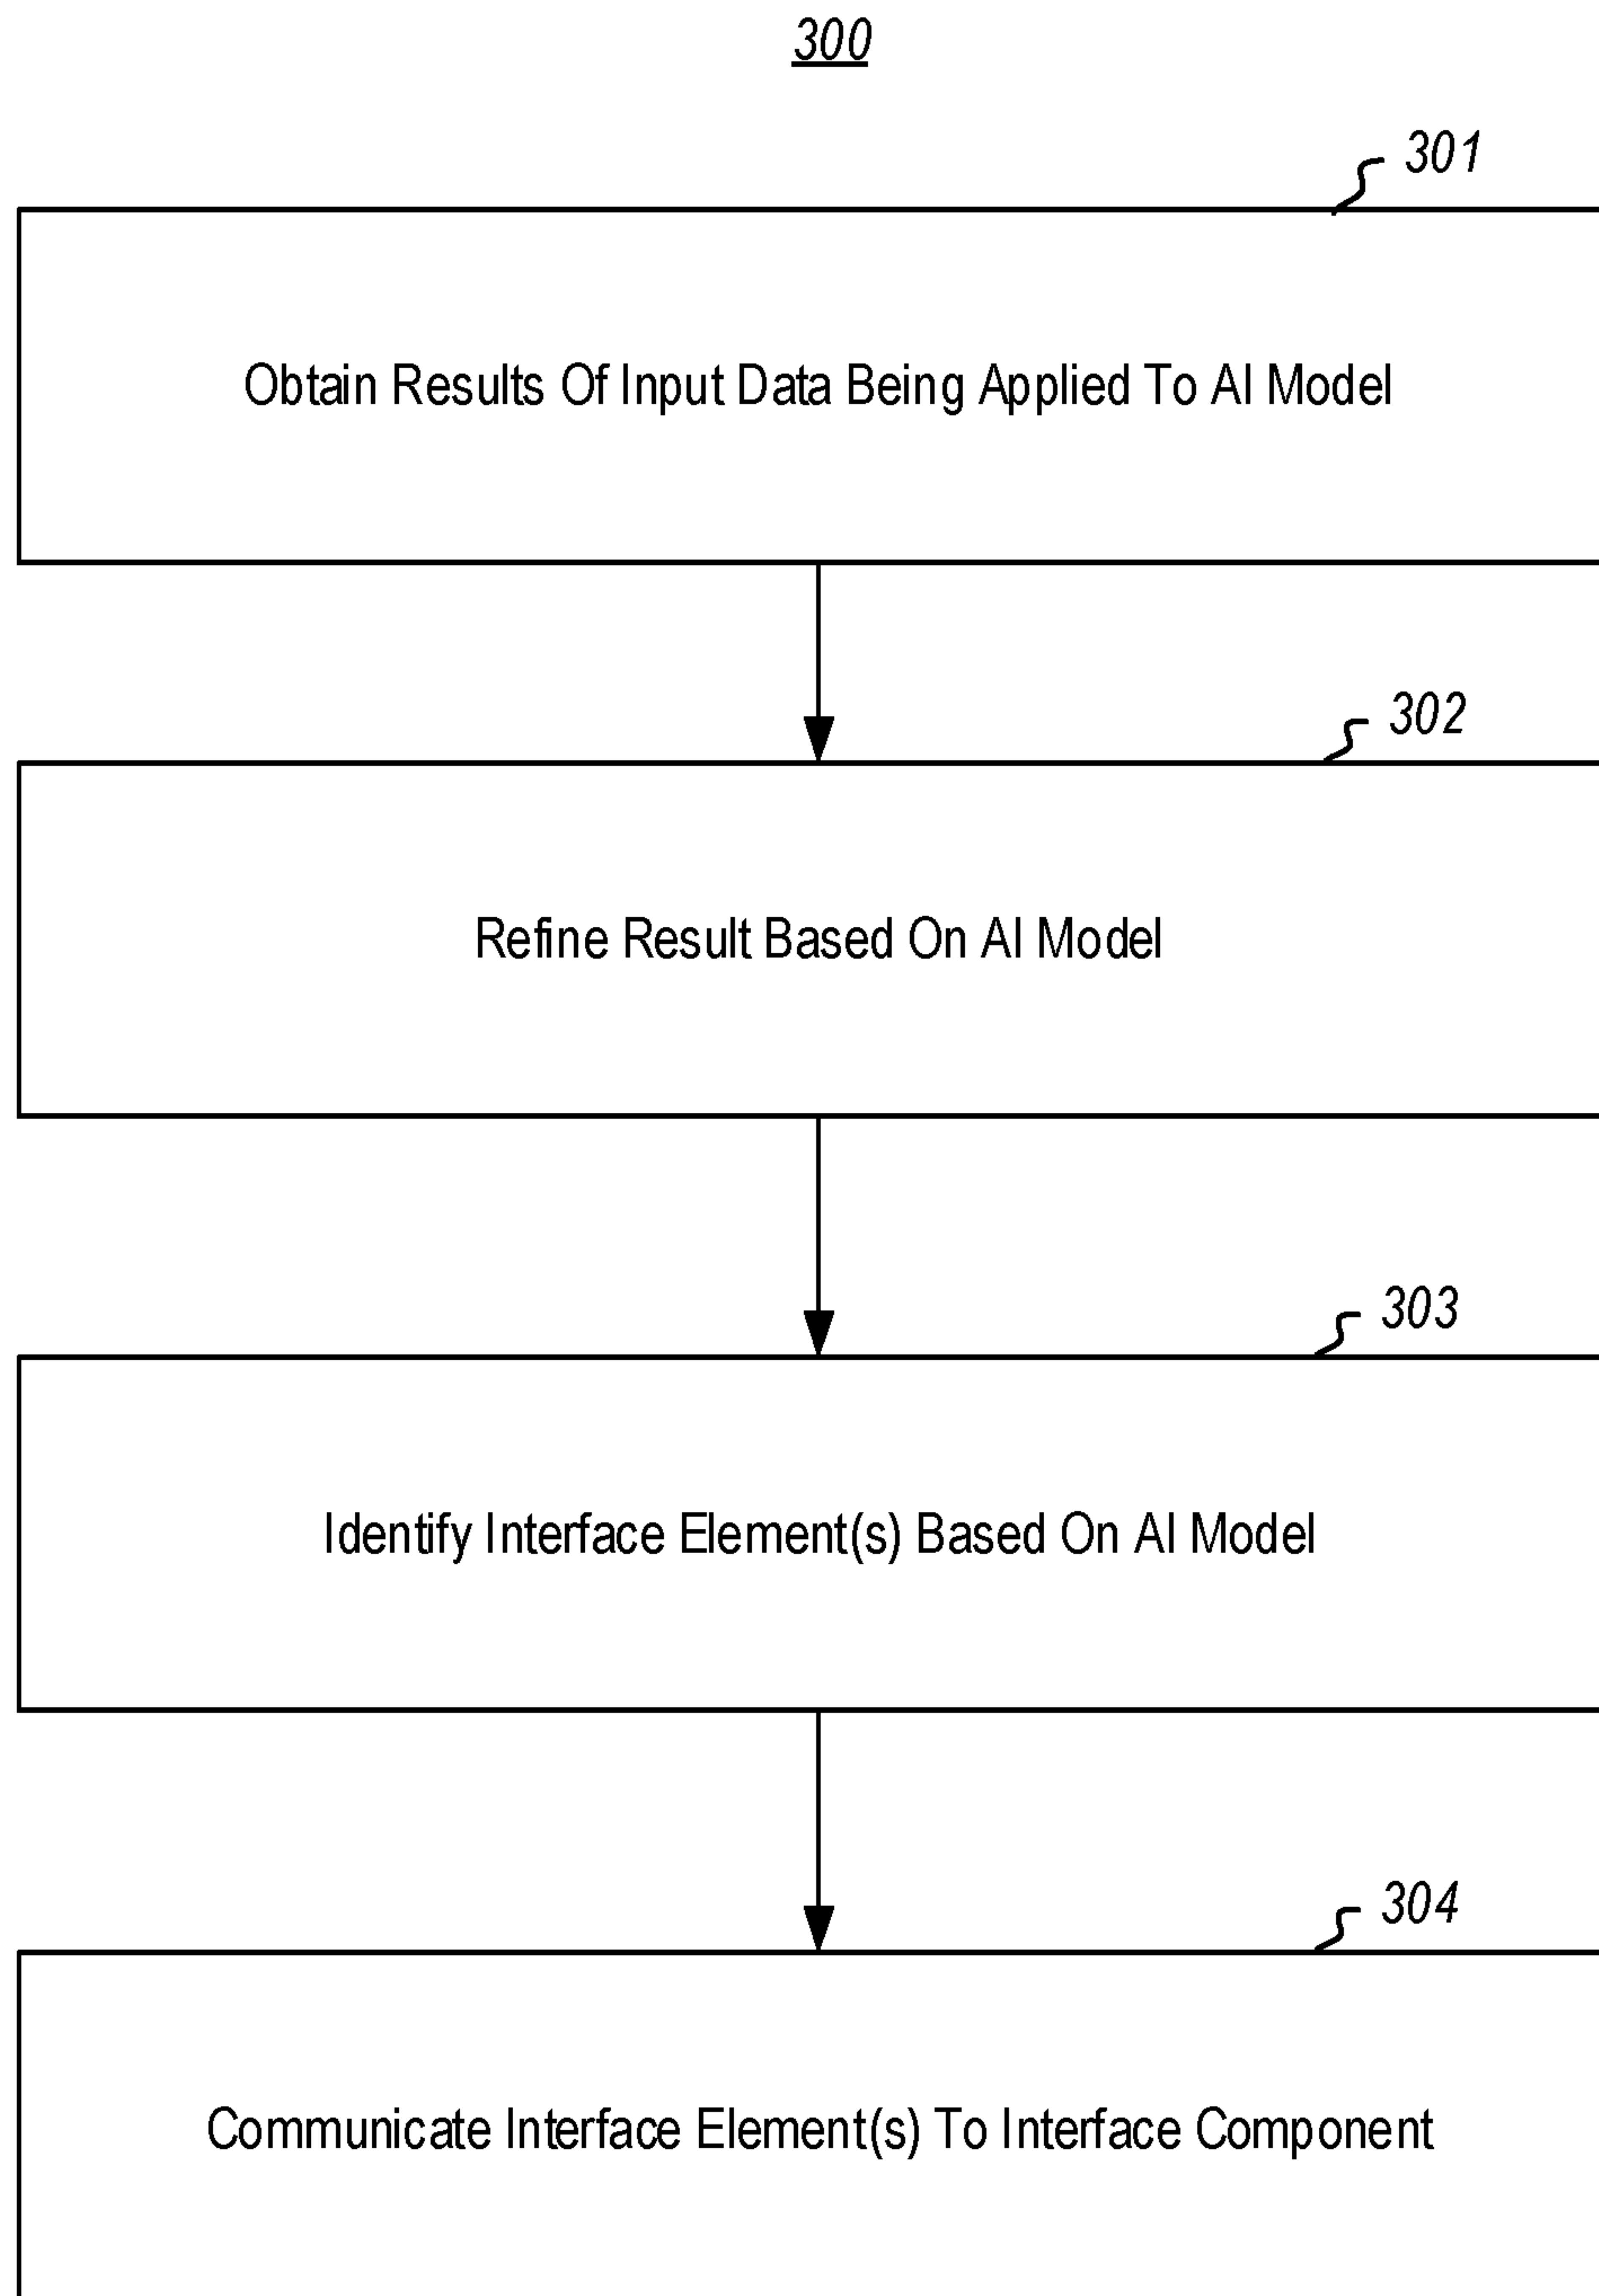 300
301
Obtain Results Of Input Data Being Applied To AI Model
302
Refine Result Based On AI Model
303
Identify Interface Element(s) Based On AI Model
304
Communicate Interface Element(s) To Interface Component